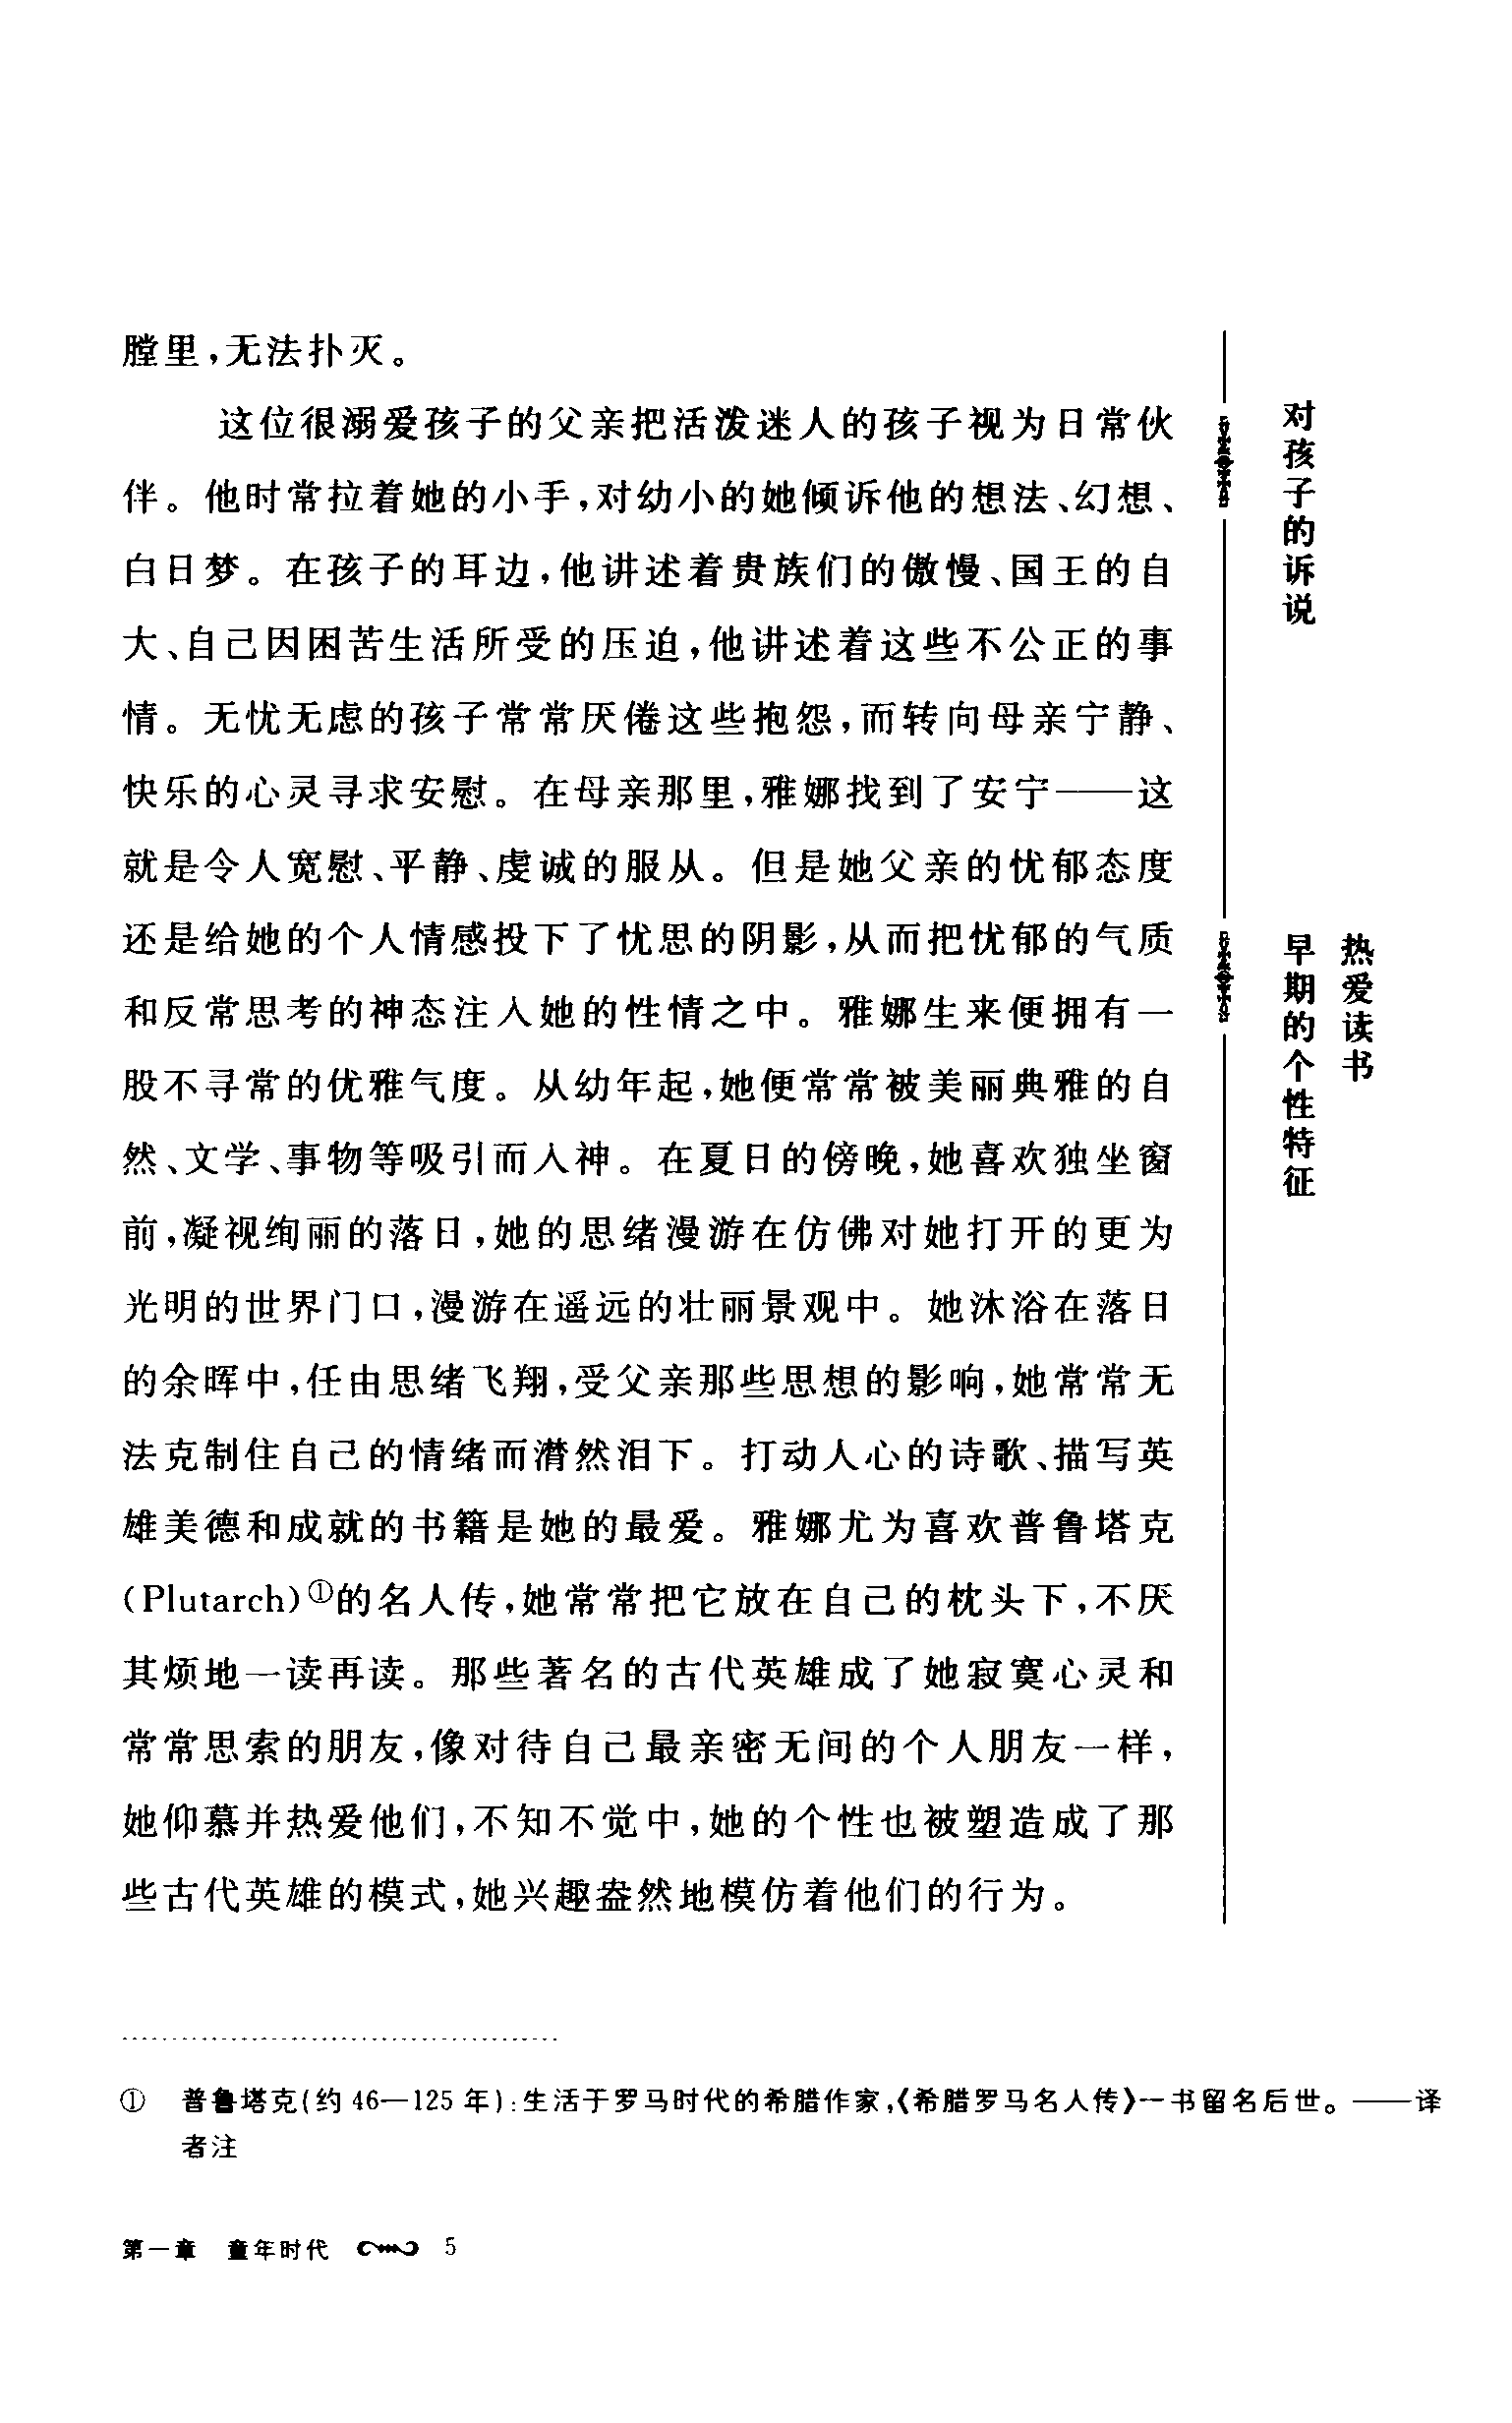 膛里,无法扑灭。
这位很溺爱孩子的父亲把活泼迷人的孩子视为日常伙
伴。他时常拉着她的小手,对幼小的她倾诉他的想法、幻想、
白日梦。在孩子的耳边,他讲述着贵族们的傲慢、国王的自
大、自己因困苦生活所受的压迫,他讲述着这些不公正的事
情。无忧无虑的孩子常常厌倦这些抱怨,而转向母亲宁静、
快乐的心灵寻求安慰。在母亲那里,雅娜找到了安宁——这
就是令人宽慰、平静、虔诚的服从。但是她父亲的忧郁态度
还是给她的个人情感投下了忧思的阴影,从而把忧郁的气质
和反常思考的神态注入她的性情之中。雅娜生来便拥有一
股不寻常的优雅气度。从幼年起,她便常常被美丽典雅的自
然、文学、事物等吸引而入神。在夏日的傍晚,她喜欢独坐窗
前,凝视绚丽的落日,她的思绪漫游在仿佛对她打开的更为
光明的世界门口,漫游在遥远的壮丽景观中。她沐浴在落日
的余晖中,任由思绪飞翔,受父亲那些思想的影响,她常常无
法克制住自己的情绪而潸然泪下。打动人心的诗歌、描写英
雄美德和成就的书籍是她的最爱。雅娜尤为喜欢普鲁塔克
(Plutarch)①的名人传,她常常把它放在自己的枕头下,不厌
其烦地一读再读。那些著名的古代英雄成了她寂寞心灵和
常常思索的朋友,像对待自己最亲密无间的个人朋友一样,
她仰慕并热爱他们,不知不觉中,她的个性也被塑造成了那
些古代英雄的模式,她兴趣盎然地模仿着他们的行为。
对孩子的诉说
热爱读书
早期的个性特征
① 普鲁塔克(约46—125年):生活于罗马时代的希腊作家,《希腊罗马名人传》一书留名后世。——译
者注
第一章 童年时代 5